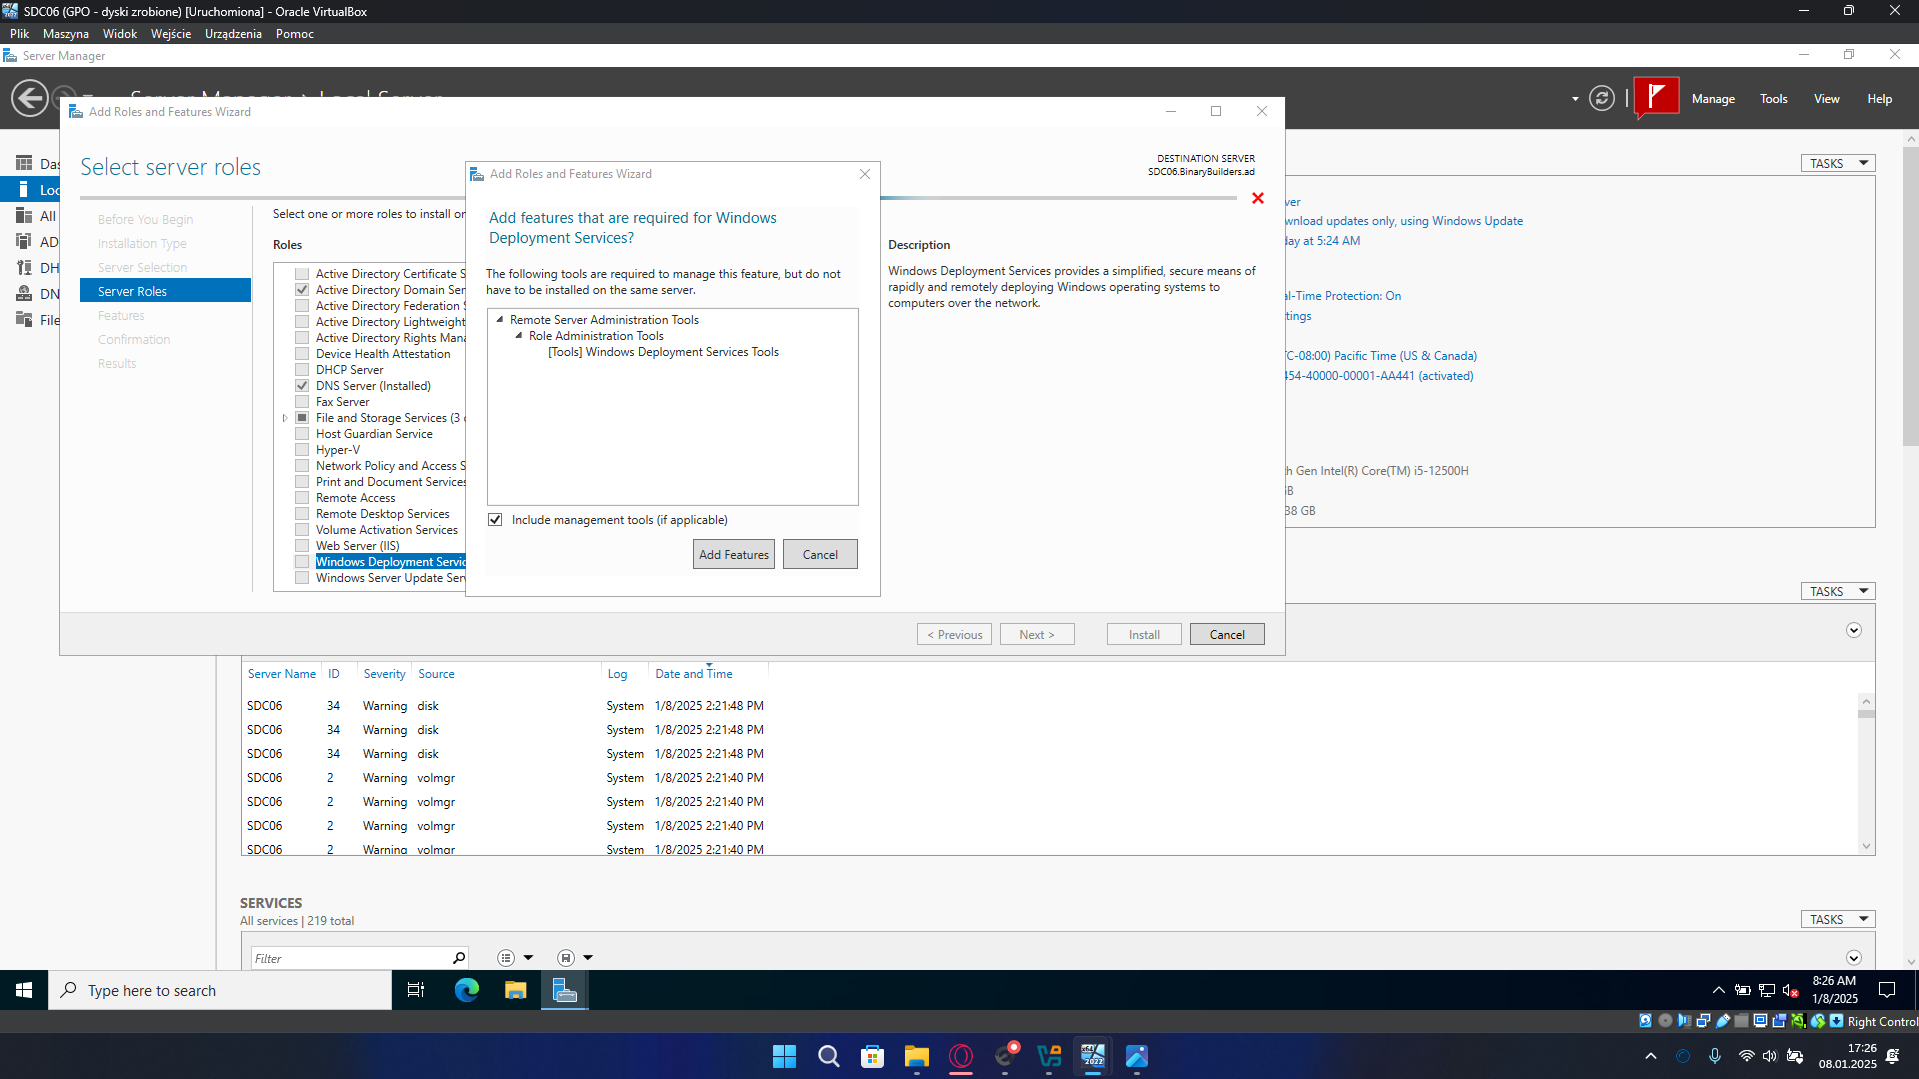 SDC06 (GPO - dyski zrobione) [Uruchomiona] - Oracle VirtualBox
Plik Maszyna Widok Wejście Urządzenia Pomoc
Server Manager
Manage Tools View Help
Add Roles and Features Wizard
Select server roles
DESTINATION SERVER
SDC06.BinaryBuilders.ad
Before You Begin
Installation Type
Server Selection
Server Roles
Features
Confirmation
Results
Select one or more roles to install or
Roles
Active Directory Certificate S
Active Directory Domain Ser
Active Directory Federation
Active Directory Lightweight
Active Directory Rights Mana
Device Health Attestation
DHCP Server
DNS Server (Installed)
Fax Server
File and Storage Services (3
Host Guardian Service
Hyper-V
Network Policy and Access S
Print and Document Services
Remote Access
Remote Desktop Services
Volume Activation Services
Web Server (IIS)
Windows Deployment Servic
Windows Server Update Ser
Add Roles and Features Wizard
Add features that are required for Windows
Deployment Services?
The following tools are required to manage this feature, but do not
have to be installed on the same server.
Remote Server Administration Tools
Role Administration Tools
[Tools] Windows Deployment Services Tools
Include management tools (if applicable)
Add Features Cancel
Description
Windows Deployment Services provides a simplified, secure means of
rapidly and remotely deploying Windows operating systems to
computers over the network.
< Previous Next > Install Cancel
Das
Loc
All
AD
DH
DN
File
TASKS
ver
wnload updates only, using Windows Update
day at 5:24 AM
al-Time Protection: On
ttings
TC-08:00) Pacific Time (US & Canada)
454-40000-00001-AA441 (activated)
th Gen Intel(R) Core(TM) i5-12500H
GB
38 GB
TASKS
Server Name ID Severity Source Log Date and Time
SDC06 34 Warning disk System 1/8/2025 2:21:48 PM
SDC06 34 Warning disk System 1/8/2025 2:21:48 PM
SDC06 34 Warning disk System 1/8/2025 2:21:48 PM
SDC06 2 Warning volmgr System 1/8/2025 2:21:40 PM
SDC06 2 Warning volmgr System 1/8/2025 2:21:40 PM
SDC06 2 Warning volmgr System 1/8/2025 2:21:40 PM
SDC06 2 Warning volmgr System 1/8/2025 2:21:40 PM
SERVICES
All services | 219 total
TASKS
Filter
Type here to search
8:26 AM
1/8/2025
Right Control
17:26
08.01.2025